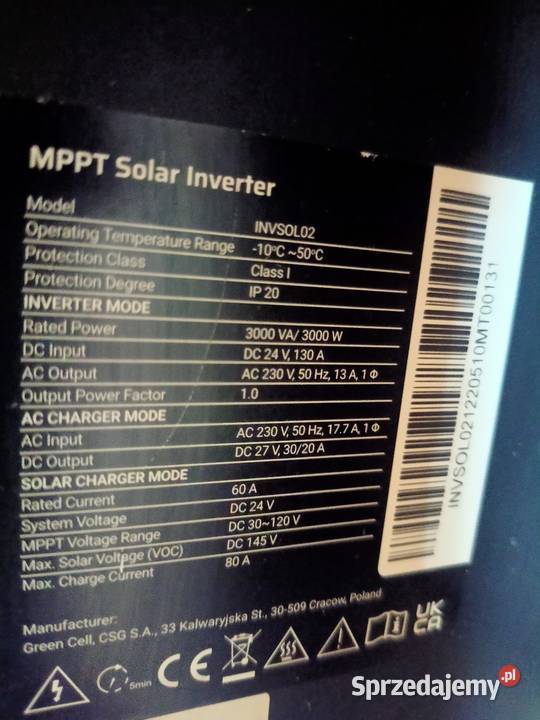 MPPT Solar Inverter
Model INVSOL02
Operating Temperature Range -10°C ~50°C
Protection Class Class I
Protection Degree IP 20
INVERTER MODE
Rated Power 3000 VA/ 3000 W
DC Input DC 24 V, 130 A
AC Output AC 230 V, 50 Hz, 13 A, 1 Φ
Output Power Factor 1.0
AC CHARGER MODE
AC Input AC 230 V, 50 Hz, 17.7 A, 1 Φ
DC Output DC 27 V, 30/20 A
SOLAR CHARGER MODE
Rated Current 60 A
System Voltage DC 24 V
MPPT Voltage Range DC 30~120 V
Max. Solar Voltage (VOC) DC 145 V
Max. Charge Current 80 A
Manufacturer:
Green Cell, CSG S.A., 33 Kalwaryjska St., 30-509 Cracow, Poland
5min CE UK CA
INVSOL021220510MT00131
Sprzedajemy.pl